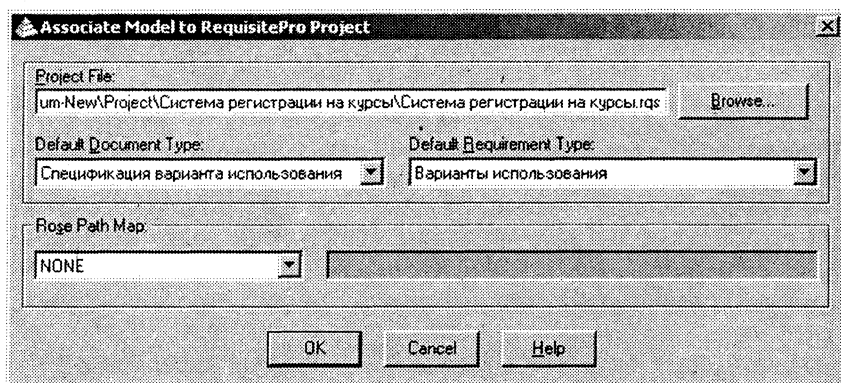 Associate Model to RequisitePro Project
Project File:
um-New\Project\Система регистрации на курсы\Система регистрации на курсы.rqs
Browse...
Default Document Type:
Default Requirement Type:
Спецификация варианта использования
Варианты использования
Rose Path Map:
NONE
OK
Cancel
Help